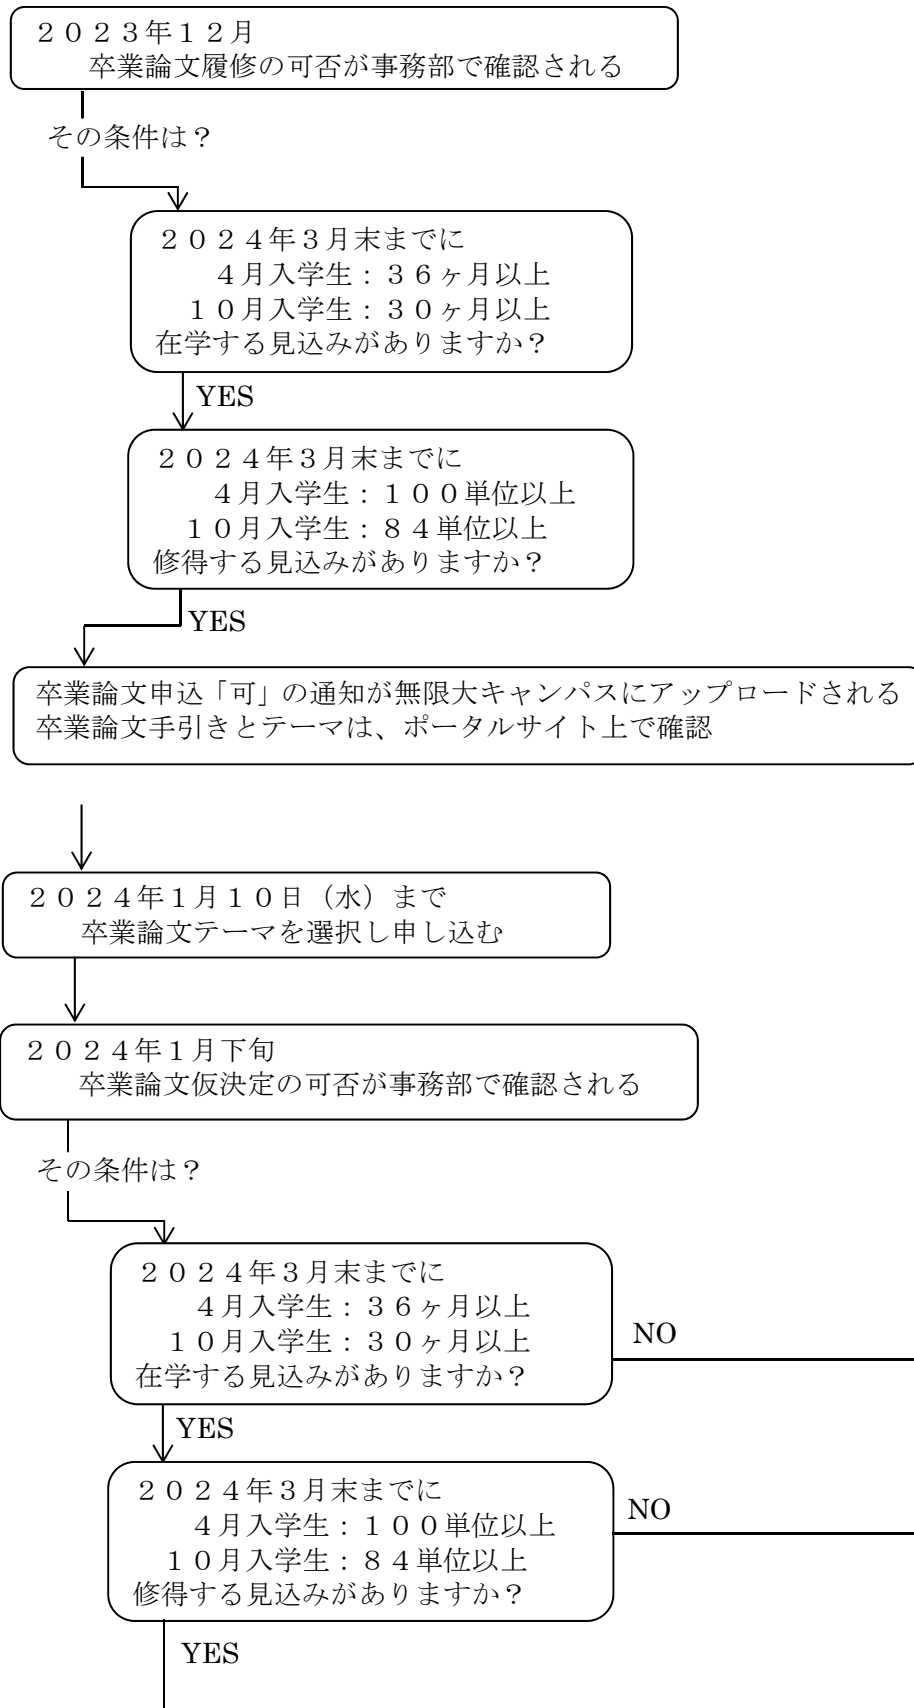 ２０２３年１２月
卒業論文履修の可否が事務部で確認される
その条件は？
２０２４年３月末までに
４月入学生：３６ヶ月以上
１０月入学生：３０ヶ月以上
在学する見込みがありますか？
YES
２０２４年３月末までに
４月入学生：１００単位以上
１０月入学生：８４単位以上
修得する見込みがありますか？
YES
卒業論文申込「可」の通知が無限大キャンパスにアップロードされる
卒業論文手引きとテーマは、ポータルサイト上で確認
２０２４年１月１０日（水）まで
卒業論文テーマを選択し申し込む
２０２４年１月下旬
卒業論文仮決定の可否が事務部で確認される
その条件は？
２０２４年３月末までに
４月入学生：３６ヶ月以上
１０月入学生：３０ヶ月以上
在学する見込みがありますか？
NO
YES
２０２４年３月末までに
４月入学生：１００単位以上
１０月入学生：８４単位以上
修得する見込みがありますか？
NO
YES